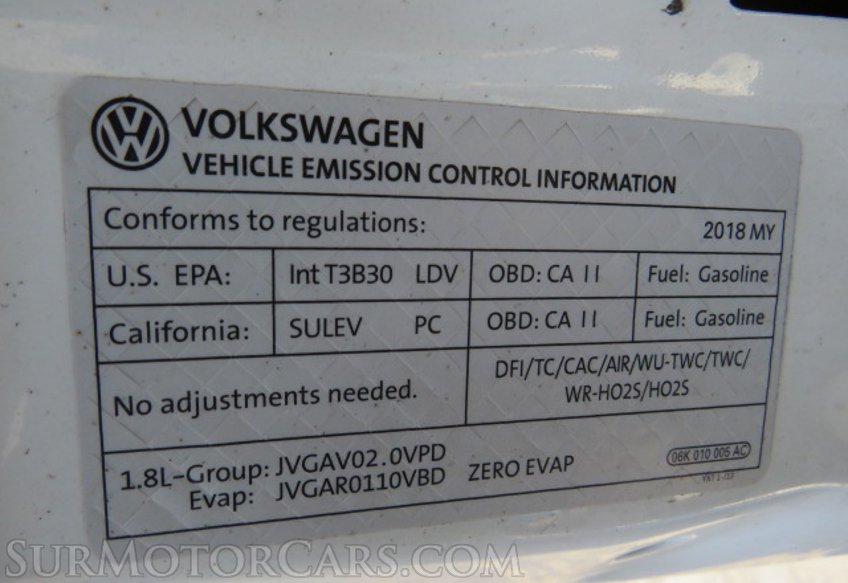 VOLKSWAGEN
VEHICLE EMISSION CONTROL INFORMATION
Conforms to regulations: 2018 MY
U.S. EPA: Int T3B30 LDV OBD: CA II Fuel: Gasoline
California: SULEV PC OBD: CA II Fuel: Gasoline
No adjustments needed.
DFI/TC/CAC/AIR/WU-TWC/TWC/
WR-HO2S/HO2S
1.8L-Group: JVGAV02.0VPD
Evap: JVGAR0110VBD ZERO EVAP
06K 010 006 AC
SURMOTORCARS.COM